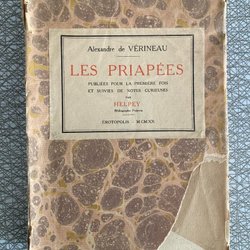 Alexandre de VÉRINEAU
LES PRIAPÉES
PUBLIÉES POUR LA PREMIÈRE FOIS
ET SUIVIES DE NOTES CURIEUSES
PAR
HELPEY
Bibliographe Poitevin
EROTOPOLIS — MCMXX